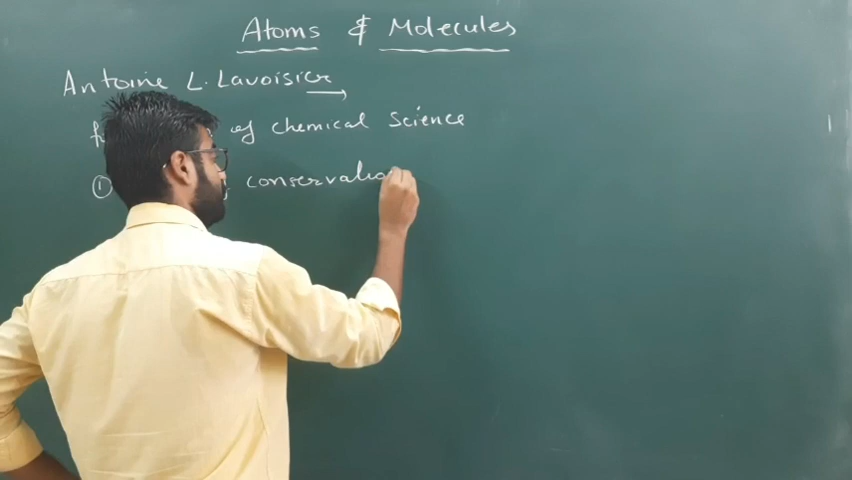 Atoms & Molecules
Antoine L. Lavoisier
of chemical Science
① conservatio